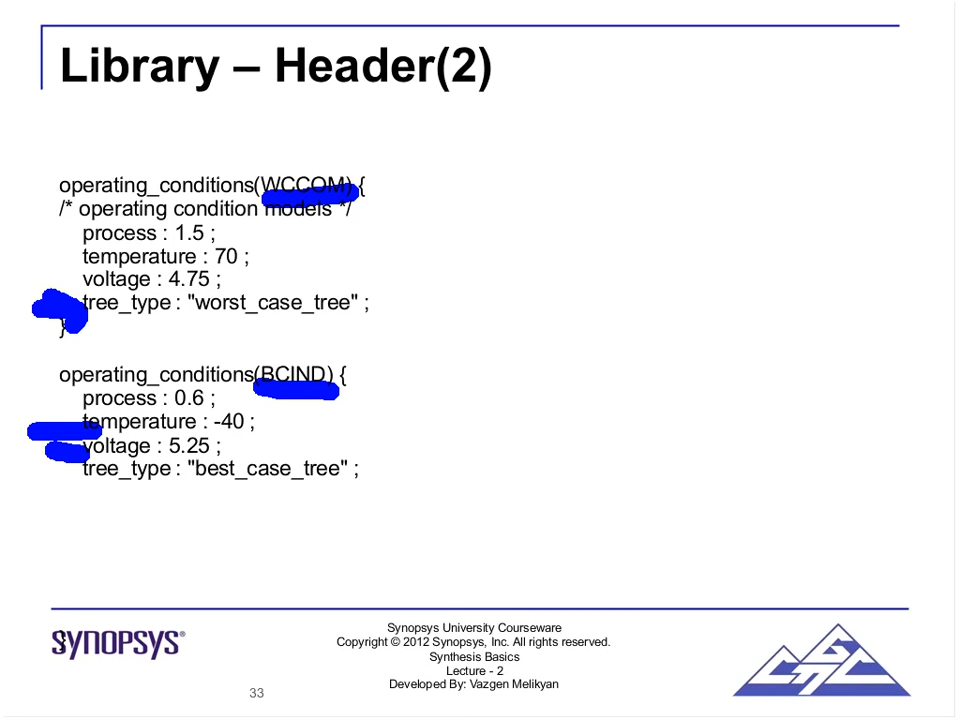 Library – Header(2)
operating_conditions(WCCOM) {
/* operating condition models */
process : 1.5 ;
temperature : 70 ;
voltage : 4.75 ;
tree_type : "worst_case_tree" ;
}
operating_conditions(BCIND) {
process : 0.6 ;
temperature : -40 ;
voltage : 5.25 ;
tree_type : "best_case_tree" ;
}
SYNOPSYS®
Synopsys University Courseware
Copyright © 2012 Synopsys, Inc. All rights reserved.
Synthesis Basics
Lecture - 2
Developed By: Vazgen Melikyan
33